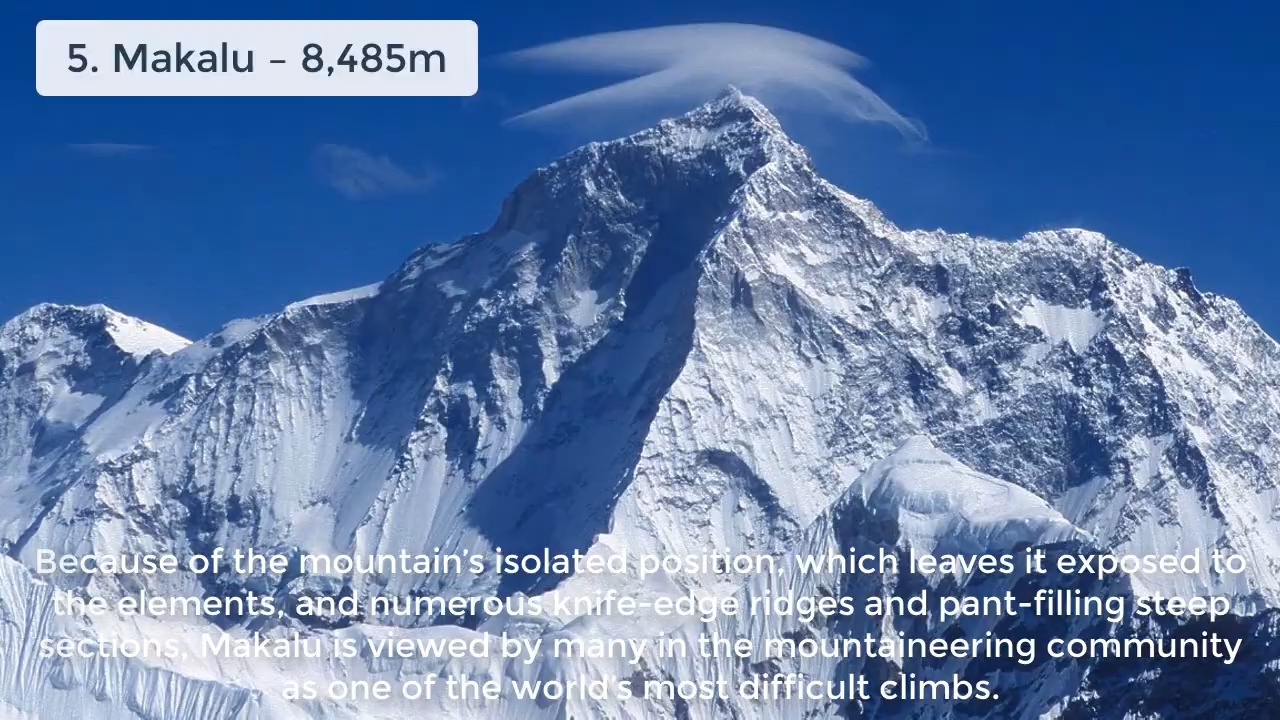 5. Makalu – 8,485m
Because of the mountain's isolated position, which leaves it exposed to
the elements, and numerous knife-edge ridges and pant-filling steep
sections, Makalu is viewed by many in the mountaineering community
as one of the world's most difficult climbs.